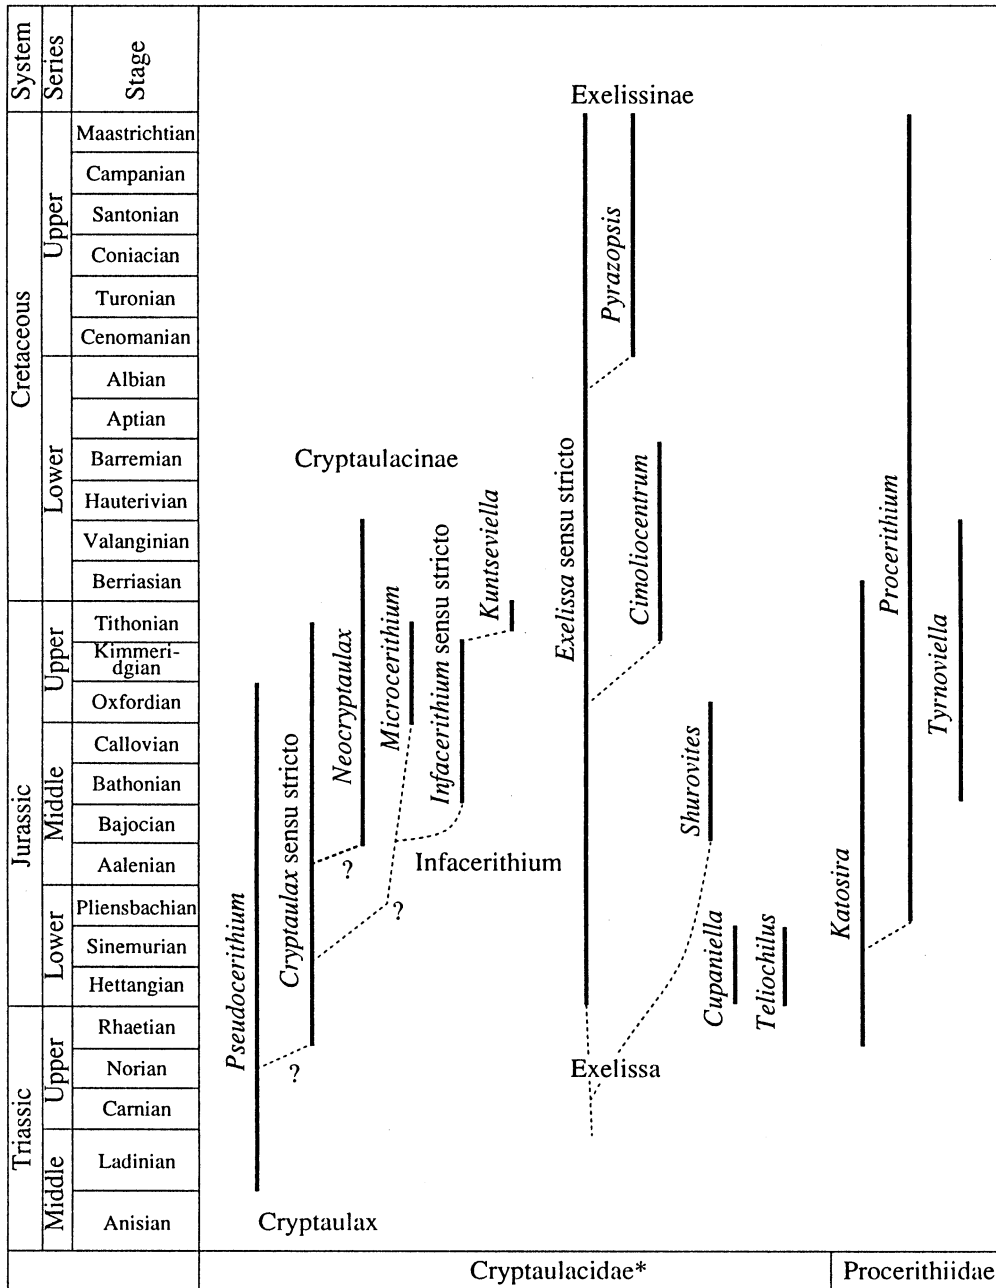 System
Series
Stage
Exelissinae
Maastrichtian
Campanian
Santonian
Coniacian
Turonian
Cenomanian
Albian
Aptian
Barremian
Hauterivian
Valanginian
Berriasian
Tithonian
Kimmeri-
dgian
Oxfordian
Callovian
Bathonian
Bajocian
Aalenian
Pliensbachian
Sinemurian
Hettangian
Rhaetian
Norian
Carnian
Ladinian
Anisian
Cretaceous
Jurassic
Triassic
Upper
Lower
Upper
Middle
Lower
Upper
Middle
Cryptaulacinae
Pseudocerithium
Cryptaulax sensu stricto
Neocryptaulax
Microcerithium
Infacerithium sensu stricto
Kuntseviella
Exelissa sensu stricto
Pyrazopsis
Cimoliocentrum
Shurovites
Cupaniella
Teliochilus
Katosira
Procerithium
Tyrnoviella
?
?
?
Infacerithium
Exelissa
Cryptaulax
Cryptaulacidae*
Procerithiidae